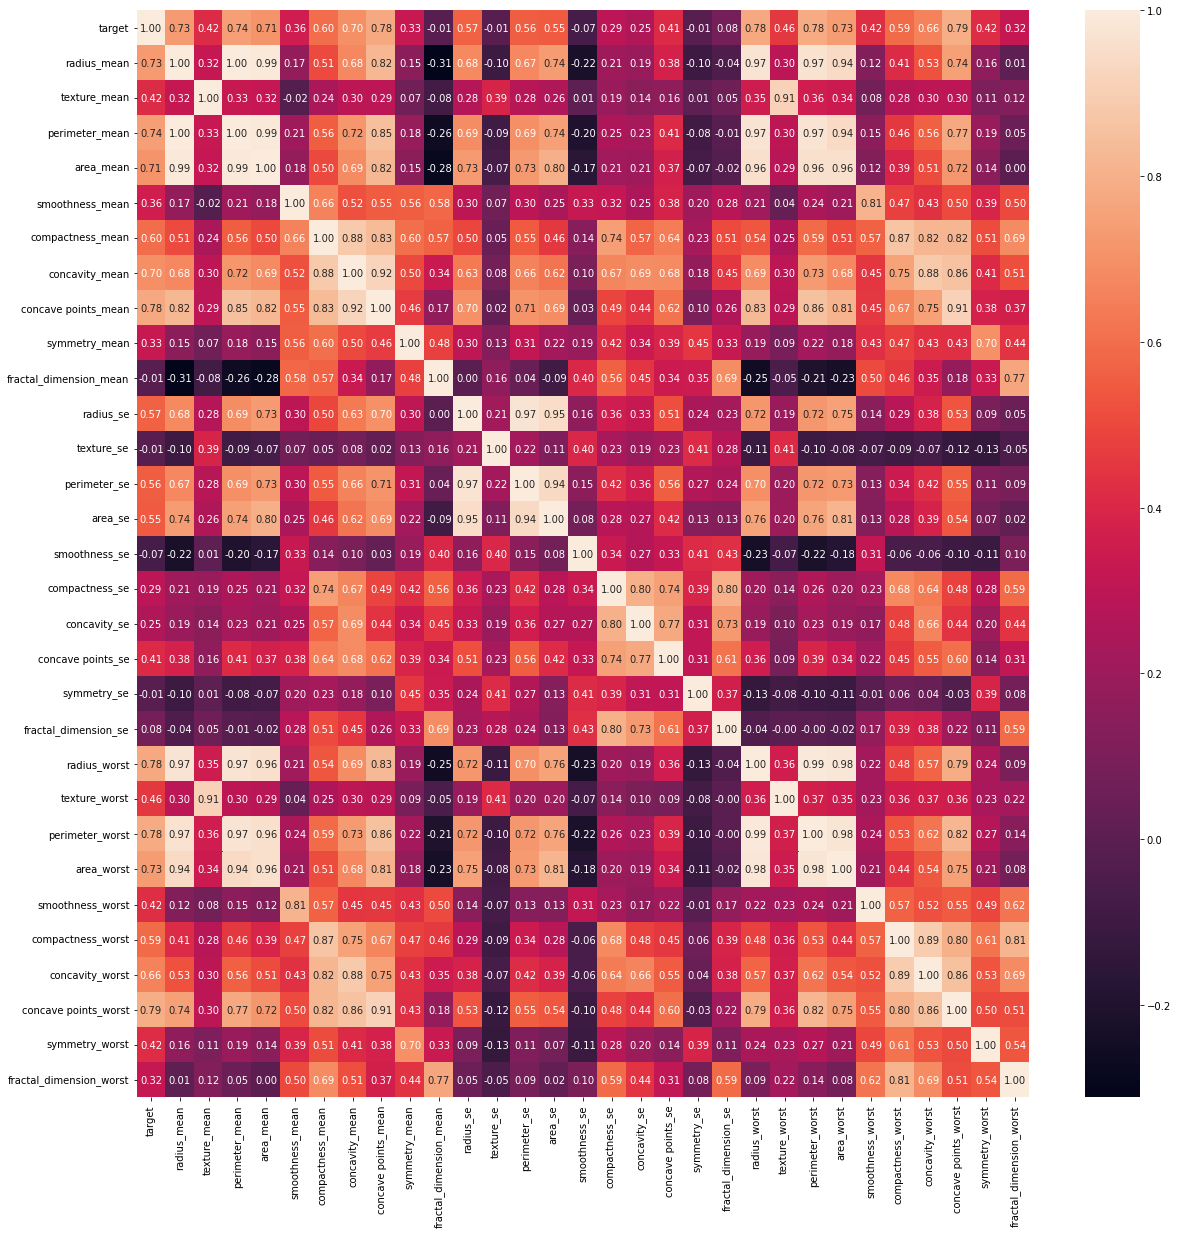 target 1.00 0.73 0.42 0.74 0.71 0.36 0.60 0.70 0.78 0.33 -0.01 0.57 -0.01 0.56 0.55 -0.07 0.29 0.25 0.41 -0.01 0.08 0.78 0.46 0.78 0.73 0.42 0.59 0.66 0.79 0.42 0.32
radius_mean 0.73 1.00 0.32 1.00 0.99 0.17 0.51 0.68 0.82 0.15 -0.31 0.68 -0.10 0.67 0.74 -0.22 0.21 0.19 0.38 -0.10 -0.04 0.97 0.30 0.97 0.94 0.12 0.41 0.53 0.74 0.16 0.01
texture_mean 0.42 0.32 1.00 0.33 0.32 -0.02 0.24 0.30 0.29 0.07 -0.08 0.28 0.39 0.28 0.26 0.01 0.19 0.14 0.16 0.01 0.05 0.35 0.91 0.36 0.34 0.08 0.28 0.30 0.30 0.11 0.12
perimeter_mean 0.74 1.00 0.33 1.00 0.99 0.21 0.56 0.72 0.85 0.18 -0.26 0.69 -0.09 0.69 0.74 -0.20 0.25 0.23 0.41 -0.08 -0.01 0.97 0.30 0.97 0.94 0.15 0.46 0.56 0.77 0.19 0.05
area_mean 0.71 0.99 0.32 0.99 1.00 0.18 0.50 0.69 0.82 0.15 -0.28 0.73 -0.07 0.73 0.80 -0.17 0.21 0.21 0.37 -0.07 -0.02 0.96 0.29 0.96 0.96 0.12 0.39 0.51 0.72 0.14 0.00
smoothness_mean 0.36 0.17 -0.02 0.21 0.18 1.00 0.66 0.52 0.55 0.56 0.58 0.30 0.07 0.30 0.25 0.33 0.32 0.25 0.38 0.20 0.28 0.21 0.04 0.24 0.21 0.81 0.47 0.43 0.50 0.39 0.50
compactness_mean 0.60 0.51 0.24 0.56 0.50 0.66 1.00 0.88 0.83 0.60 0.57 0.50 0.05 0.55 0.46 0.14 0.74 0.57 0.64 0.23 0.51 0.54 0.25 0.59 0.51 0.57 0.87 0.82 0.82 0.51 0.69
concavity_mean 0.70 0.68 0.30 0.72 0.69 0.52 0.88 1.00 0.92 0.50 0.34 0.63 0.08 0.66 0.62 0.10 0.67 0.69 0.68 0.18 0.45 0.69 0.30 0.73 0.68 0.45 0.75 0.88 0.86 0.41 0.51
concave points_mean 0.78 0.82 0.29 0.85 0.82 0.55 0.83 0.92 1.00 0.46 0.17 0.70 0.02 0.71 0.69 0.03 0.49 0.44 0.62 0.10 0.26 0.83 0.29 0.86 0.81 0.45 0.67 0.75 0.91 0.38 0.37
symmetry_mean 0.33 0.15 0.07 0.18 0.15 0.56 0.60 0.50 0.46 1.00 0.48 0.30 0.13 0.31 0.22 0.19 0.42 0.34 0.39 0.45 0.33 0.19 0.09 0.22 0.18 0.43 0.47 0.43 0.43 0.70 0.44
fractal_dimension_mean -0.01 -0.31 -0.08 -0.26 -0.28 0.58 0.57 0.34 0.17 0.48 1.00 0.00 0.16 0.04 -0.09 0.40 0.56 0.45 0.34 0.35 0.69 -0.25 -0.05 -0.21 -0.23 0.50 0.46 0.35 0.18 0.33 0.77
radius_se 0.57 0.68 0.28 0.69 0.73 0.30 0.50 0.63 0.70 0.30 0.00 1.00 0.21 0.97 0.95 0.16 0.36 0.33 0.51 0.24 0.23 0.72 0.19 0.72 0.75 0.14 0.29 0.38 0.53 0.09 0.05
texture_se -0.01 -0.10 0.39 -0.09 -0.07 0.07 0.05 0.08 0.02 0.13 0.16 0.21 1.00 0.22 0.11 0.40 0.23 0.19 0.23 0.41 0.28 -0.11 0.41 -0.10 -0.08 -0.07 -0.09 -0.07 -0.12 -0.13 -0.05
perimeter_se 0.56 0.67 0.28 0.69 0.73 0.30 0.55 0.66 0.71 0.31 0.04 0.97 0.22 1.00 0.94 0.15 0.42 0.36 0.56 0.27 0.24 0.70 0.20 0.72 0.73 0.13 0.34 0.42 0.55 0.11 0.09
area_se 0.55 0.74 0.26 0.74 0.80 0.25 0.46 0.62 0.69 0.22 -0.09 0.95 0.11 0.94 1.00 0.08 0.28 0.27 0.42 0.13 0.13 0.76 0.20 0.76 0.81 0.13 0.28 0.39 0.54 0.07 0.02
smoothness_se -0.07 -0.22 0.01 -0.20 -0.17 0.33 0.14 0.10 0.03 0.19 0.40 0.16 0.40 0.15 0.08 1.00 0.34 0.27 0.33 0.41 0.43 -0.23 -0.07 -0.22 -0.18 0.31 -0.06 -0.06 -0.10 -0.11 0.10
compactness_se 0.29 0.21 0.19 0.25 0.21 0.32 0.74 0.67 0.49 0.42 0.56 0.36 0.23 0.42 0.28 0.34 1.00 0.80 0.74 0.39 0.80 0.20 0.14 0.26 0.20 0.23 0.68 0.64 0.48 0.28 0.59
concavity_se 0.25 0.19 0.14 0.23 0.21 0.25 0.57 0.69 0.44 0.34 0.45 0.33 0.19 0.36 0.27 0.27 0.80 1.00 0.77 0.31 0.73 0.19 0.10 0.23 0.19 0.17 0.48 0.66 0.44 0.20 0.44
concave points_se 0.41 0.38 0.16 0.41 0.37 0.38 0.64 0.68 0.62 0.39 0.34 0.51 0.23 0.56 0.42 0.33 0.74 0.77 1.00 0.31 0.61 0.36 0.09 0.39 0.34 0.22 0.45 0.55 0.60 0.14 0.31
symmetry_se -0.01 -0.10 0.01 -0.08 -0.07 0.20 0.23 0.18 0.10 0.45 0.35 0.24 0.41 0.27 0.13 0.41 0.39 0.31 0.31 1.00 0.37 -0.13 -0.08 -0.10 -0.11 -0.01 0.06 0.04 -0.03 0.39 0.08
fractal_dimension_se 0.08 -0.04 0.05 -0.01 -0.02 0.28 0.51 0.45 0.26 0.33 0.69 0.23 0.28 0.24 0.13 0.43 0.80 0.73 0.61 0.37 1.00 -0.04 -0.00 -0.00 -0.02 0.17 0.39 0.38 0.22 0.11 0.59
radius_worst 0.78 0.97 0.35 0.97 0.96 0.21 0.54 0.69 0.83 0.19 -0.25 0.72 -0.11 0.70 0.76 -0.23 0.20 0.19 0.36 -0.13 -0.04 1.00 0.36 0.99 0.98 0.22 0.48 0.57 0.79 0.24 0.09
texture_worst 0.46 0.30 0.91 0.30 0.29 0.04 0.25 0.30 0.29 0.09 -0.05 0.19 0.41 0.20 0.20 -0.07 0.14 0.10 0.09 -0.08 -0.00 0.36 1.00 0.37 0.35 0.23 0.36 0.37 0.36 0.23 0.22
perimeter_worst 0.78 0.97 0.36 0.97 0.96 0.24 0.59 0.73 0.86 0.22 -0.21 0.72 -0.10 0.72 0.76 -0.22 0.26 0.23 0.39 -0.10 -0.00 0.99 0.37 1.00 0.98 0.24 0.53 0.62 0.82 0.27 0.14
area_worst 0.73 0.94 0.34 0.94 0.96 0.21 0.51 0.68 0.81 0.18 -0.23 0.75 -0.08 0.73 0.81 -0.18 0.20 0.19 0.34 -0.11 -0.02 0.98 0.35 0.98 1.00 0.21 0.44 0.54 0.75 0.21 0.08
smoothness_worst 0.42 0.12 0.08 0.15 0.12 0.81 0.57 0.45 0.45 0.43 0.50 0.14 -0.07 0.13 0.13 0.31 0.23 0.17 0.22 -0.01 0.17 0.22 0.23 0.24 0.21 1.00 0.57 0.52 0.55 0.49 0.62
compactness_worst 0.59 0.41 0.28 0.46 0.39 0.47 0.87 0.75 0.67 0.47 0.46 0.29 -0.09 0.34 0.28 -0.06 0.68 0.48 0.45 0.06 0.39 0.48 0.36 0.53 0.44 0.57 1.00 0.89 0.80 0.61 0.81
concavity_worst 0.66 0.53 0.30 0.56 0.51 0.43 0.82 0.88 0.75 0.43 0.35 0.38 -0.07 0.42 0.39 -0.06 0.64 0.66 0.55 0.04 0.38 0.57 0.37 0.62 0.54 0.52 0.89 1.00 0.86 0.53 0.69
concave points_worst 0.79 0.74 0.30 0.77 0.72 0.50 0.82 0.86 0.91 0.43 0.18 0.53 -0.12 0.55 0.54 -0.10 0.48 0.44 0.60 -0.03 0.22 0.79 0.36 0.82 0.75 0.55 0.80 0.86 1.00 0.50 0.51
symmetry_worst 0.42 0.16 0.11 0.19 0.14 0.39 0.51 0.41 0.38 0.70 0.33 0.09 -0.13 0.11 0.07 -0.11 0.28 0.20 0.14 0.39 0.11 0.24 0.23 0.27 0.21 0.49 0.61 0.53 0.50 1.00 0.54
fractal_dimension_worst 0.32 0.01 0.12 0.05 0.00 0.50 0.69 0.51 0.37 0.44 0.77 0.05 -0.05 0.09 0.02 0.10 0.59 0.44 0.31 0.08 0.59 0.09 0.22 0.14 0.08 0.62 0.81 0.69 0.51 0.54 1.00
target
radius_mean
texture_mean
perimeter_mean
area_mean
smoothness_mean
compactness_mean
concavity_mean
concave points_mean
symmetry_mean
fractal_dimension_mean
radius_se
texture_se
perimeter_se
area_se
smoothness_se
compactness_se
concavity_se
concave points_se
symmetry_se
fractal_dimension_se
radius_worst
texture_worst
perimeter_worst
area_worst
smoothness_worst
compactness_worst
concavity_worst
concave points_worst
symmetry_worst
fractal_dimension_worst
1.0
0.8
0.6
0.4
0.2
0.0
−0.2